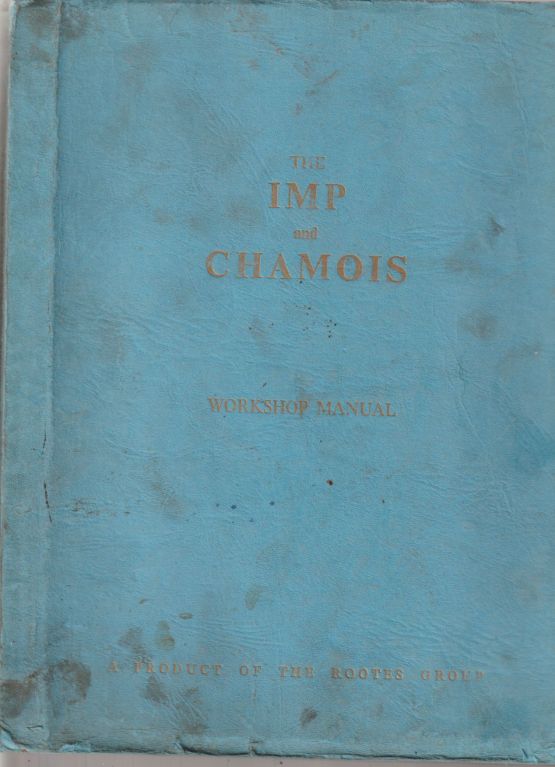 THE
IMP
and
CHAMOIS
WORKSHOP MANUAL
A PRODUCT OF THE ROOTES GROUP